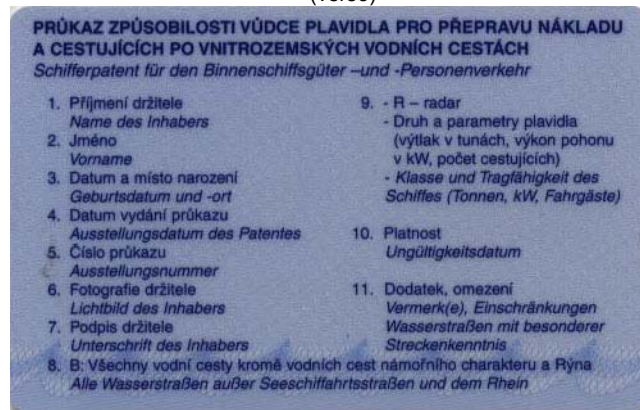 PRŮKAZ ZPŮSOBILOSTI VŮDCE PLAVIDLA PRO PŘEPRAVU NÁKLADU
A CESTUJÍCÍCH PO VNITROZEMSKÝCH VODNÍCH CESTÁCH
Schifferpatent für den Binnenschiffsgüter –und -Personenverkehr
1. Příjmení držitele
Name des Inhabers
2. Jméno
Vorname
3. Datum a místo narození
Geburtsdatum und -ort
4. Datum vydání průkazu
Ausstellungsdatum des Patentes
5. Číslo průkazu
Ausstellungsnummer
6. Fotografie držitele
Lichtbild des Inhabers
7. Podpis držitele
Unterschrift des Inhabers
8. B: Všechny vodní cesty kromě vodních cest námořního charakteru a Rýna
Alle Wasserstraßen außer Seeschiffahrtsstraßen und dem Rhein
9. - R – radar
- Druh a parametry plavidla
(výtlak v tunách, výkon pohonu
v kW, počet cestujících)
- Klasse und Tragfähigkeit des
Schiffes (Tonnen, kW, Fahrgäste)
10. Platnost
Ungültigkeitsdatum
11. Dodatek, omezení
Vermerk(e), Einschränkungen
Wasserstraßen mit besonderer
Streckenkenntnis